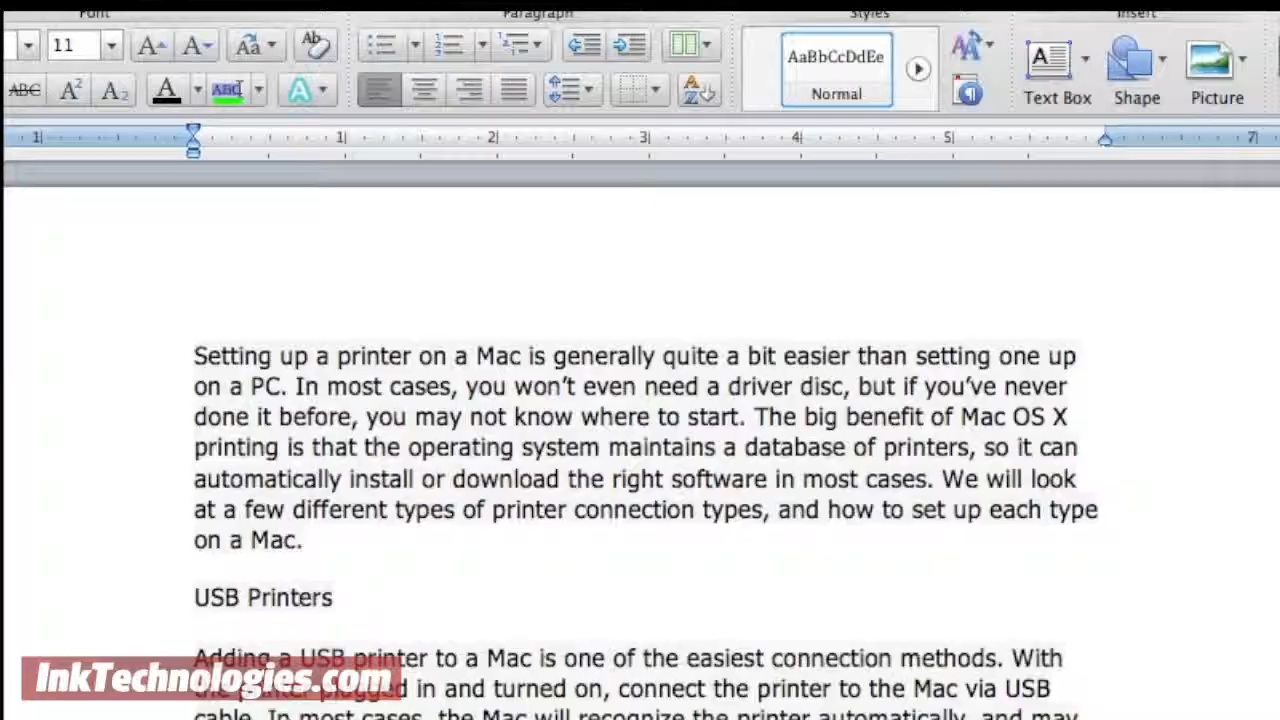 Font Paragraph Styles Insert
11 Aa Ab AaBbCcDdEe
ABC A² A₂ A ABC A A Z Normal Text Box Shape Picture
1 1 2 3 4 5 7
Setting up a printer on a Mac is generally quite a bit easier than setting one up
on a PC. In most cases, you won’t even need a driver disc, but if you’ve never
done it before, you may not know where to start. The big benefit of Mac OS X
printing is that the operating system maintains a database of printers, so it can
automatically install or download the right software in most cases. We will look
at a few different types of printer connection types, and how to set up each type
on a Mac.
USB Printers
Adding a USB printer to a Mac is one of the easiest connection methods. With
the printer plugged in and turned on, connect the printer to the Mac via USB
cable. In most cases, the Mac will recognize the printer automatically, and may
InkTechnologies.com